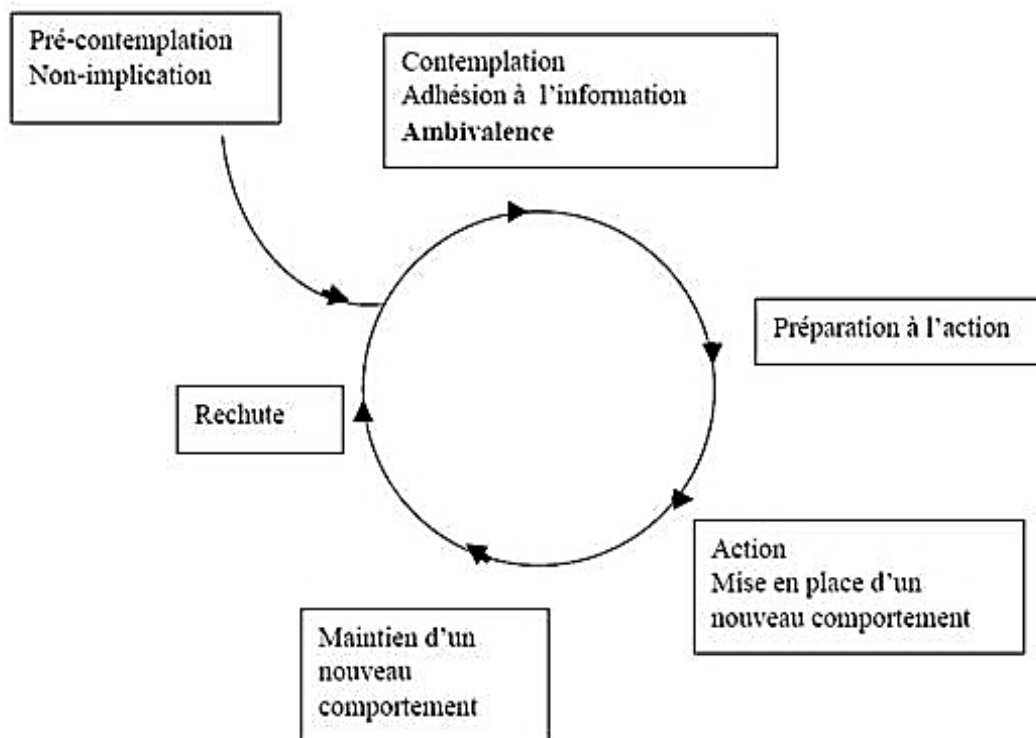 Pré-contemplation
Non-implication
Contemplation
Adhésion à l'information
Ambivalence
Préparation à l'action
Action
Mise en place d'un
nouveau comportement
Maintien d'un
nouveau
comportement
Rechute